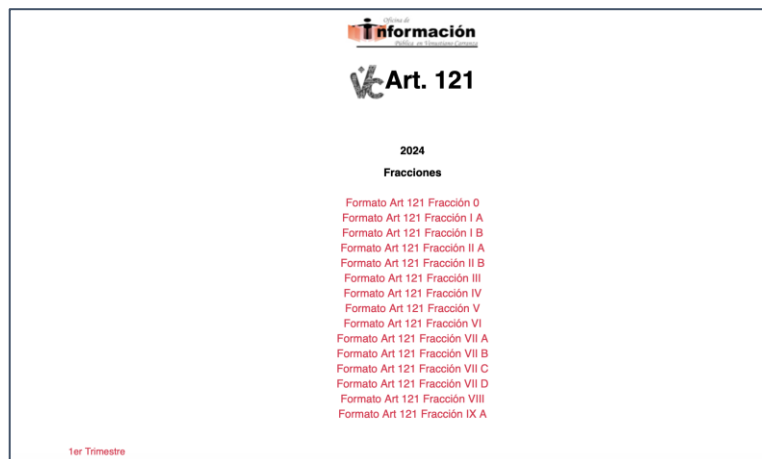 Oficina de
Información
Pública en Venustiano Carranza
VC Art. 121
2024
Fracciones
Formato Art 121 Fracción 0
Formato Art 121 Fracción I A
Formato Art 121 Fracción I B
Formato Art 121 Fracción II A
Formato Art 121 Fracción II B
Formato Art 121 Fracción III
Formato Art 121 Fracción IV
Formato Art 121 Fracción V
Formato Art 121 Fracción VI
Formato Art 121 Fracción VII A
Formato Art 121 Fracción VII B
Formato Art 121 Fracción VII C
Formato Art 121 Fracción VII D
Formato Art 121 Fracción VIII
Formato Art 121 Fracción IX A
1er Trimestre